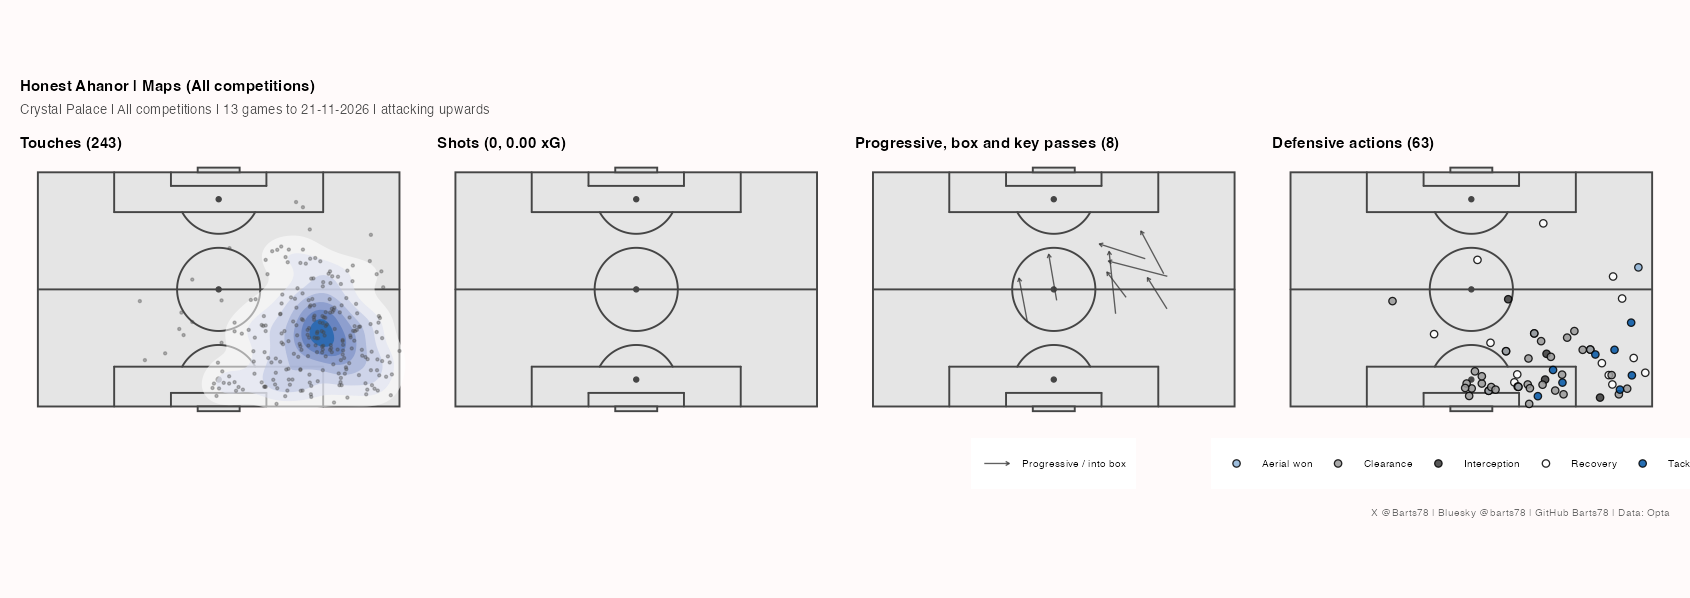 Honest Ahanor | Maps (All competitions)
Crystal Palace | All competitions | 13 games to 21-11-2026 | attacking upwards
Touches (243)
Shots (0, 0.00 xG)
Progressive, box and key passes (8)
Defensive actions (63)
Progressive / into box
Aerial won
Clearance
Interception
Recovery
Tack
X @Barts78 | Bluesky @barts78 | GitHub Barts78 | Data: Opta